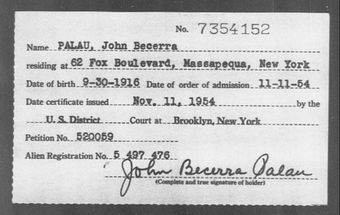 No. 7354152
Name PALAU, John Becerra
residing at 62 Fox Boulevard, Massapequa, New York
Date of birth 9-30-1916 Date of order of admission 11-11-54
Date certificate issued Nov. 11, 1954 by the
U. S. District Court at Brooklyn, New York
Petition No. 520059
Alien Registration No. 5 497 476
John Becerra Palau
(Complete and true signature of holder)